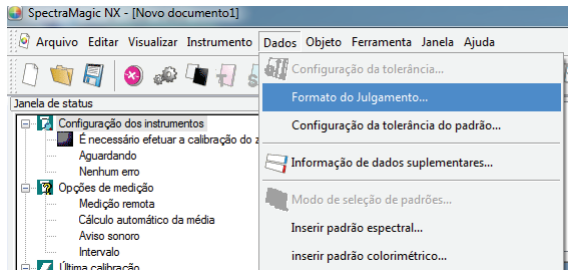 SpectraMagic NX - [Novo documento1]
Arquivo Editar Visualizar Instrumento Dados Objeto Ferramenta Janela Ajuda
Configuração da tolerância...
Formato do Julgamento...
Configuração da tolerância do padrão...
Informação de dados suplementares...
Modo de seleção de padrões...
Inserir padrão espectral...
inserir padrão colorimétrico...
Janela de status
Configuração dos instrumentos
É necessário efetuar a calibração do
Aguardando
Nenhum erro
Opções de medição
Medição remota
Cálculo automático da média
Aviso sonoro
Intervalo
Última calibração